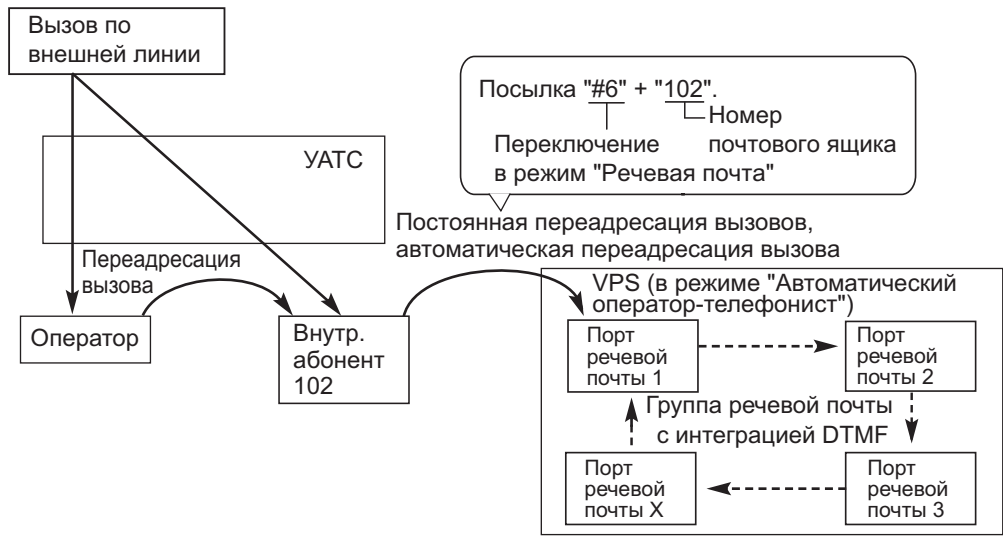 Вызов по
внешней линии
УАТС
Посылка "#6" + "102".
Номер
почтового ящика
Переключение
в режим "Речевая почта"
Постоянная переадресация вызовов,
автоматическая переадресация вызова
Переадресация
вызова
Оператор
Внутр.
абонент
102
VPS (в режиме "Автоматический
оператор-телефонист")
Порт
речевой
почты 1
Порт
речевой
почты 2
Группа речевой почты
с интеграцией DTMF
Порт
речевой
почты X
Порт
речевой
почты 3